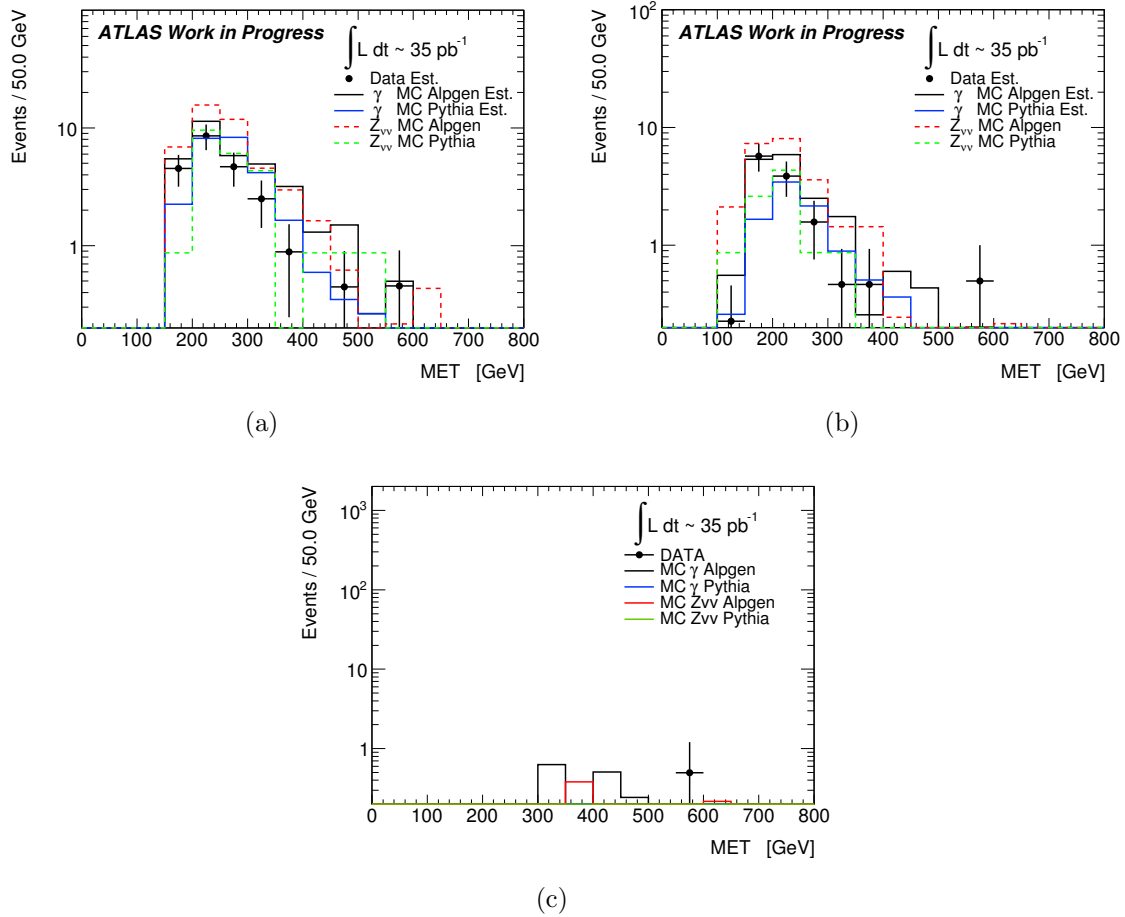 ATLAS Work in Progress
∫ L dt ~ 35 pb⁻¹
Data Est.
γ MC Alpgen Est.
γ MC Pythia Est.
Zνν MC Alpgen
Zνν MC Pythia
Events / 50.0 GeV
10
1
0 100 200 300 400 500 600 700 800
MET [GeV]
(a)
ATLAS Work in Progress
∫ L dt ~ 35 pb⁻¹
Data Est.
γ MC Alpgen Est.
γ MC Pythia Est.
Zνν MC Alpgen
Zνν MC Pythia
Events / 50.0 GeV
10²
10
1
0 100 200 300 400 500 600 700 800
MET [GeV]
(b)
∫ L dt ~ 35 pb⁻¹
DATA
MC γ Alpgen
MC γ Pythia
MC Zνν Alpgen
MC Zνν Pythia
Events / 50.0 GeV
10³
10²
10
1
0 100 200 300 400 500 600 700 800
MET [GeV]
(c)